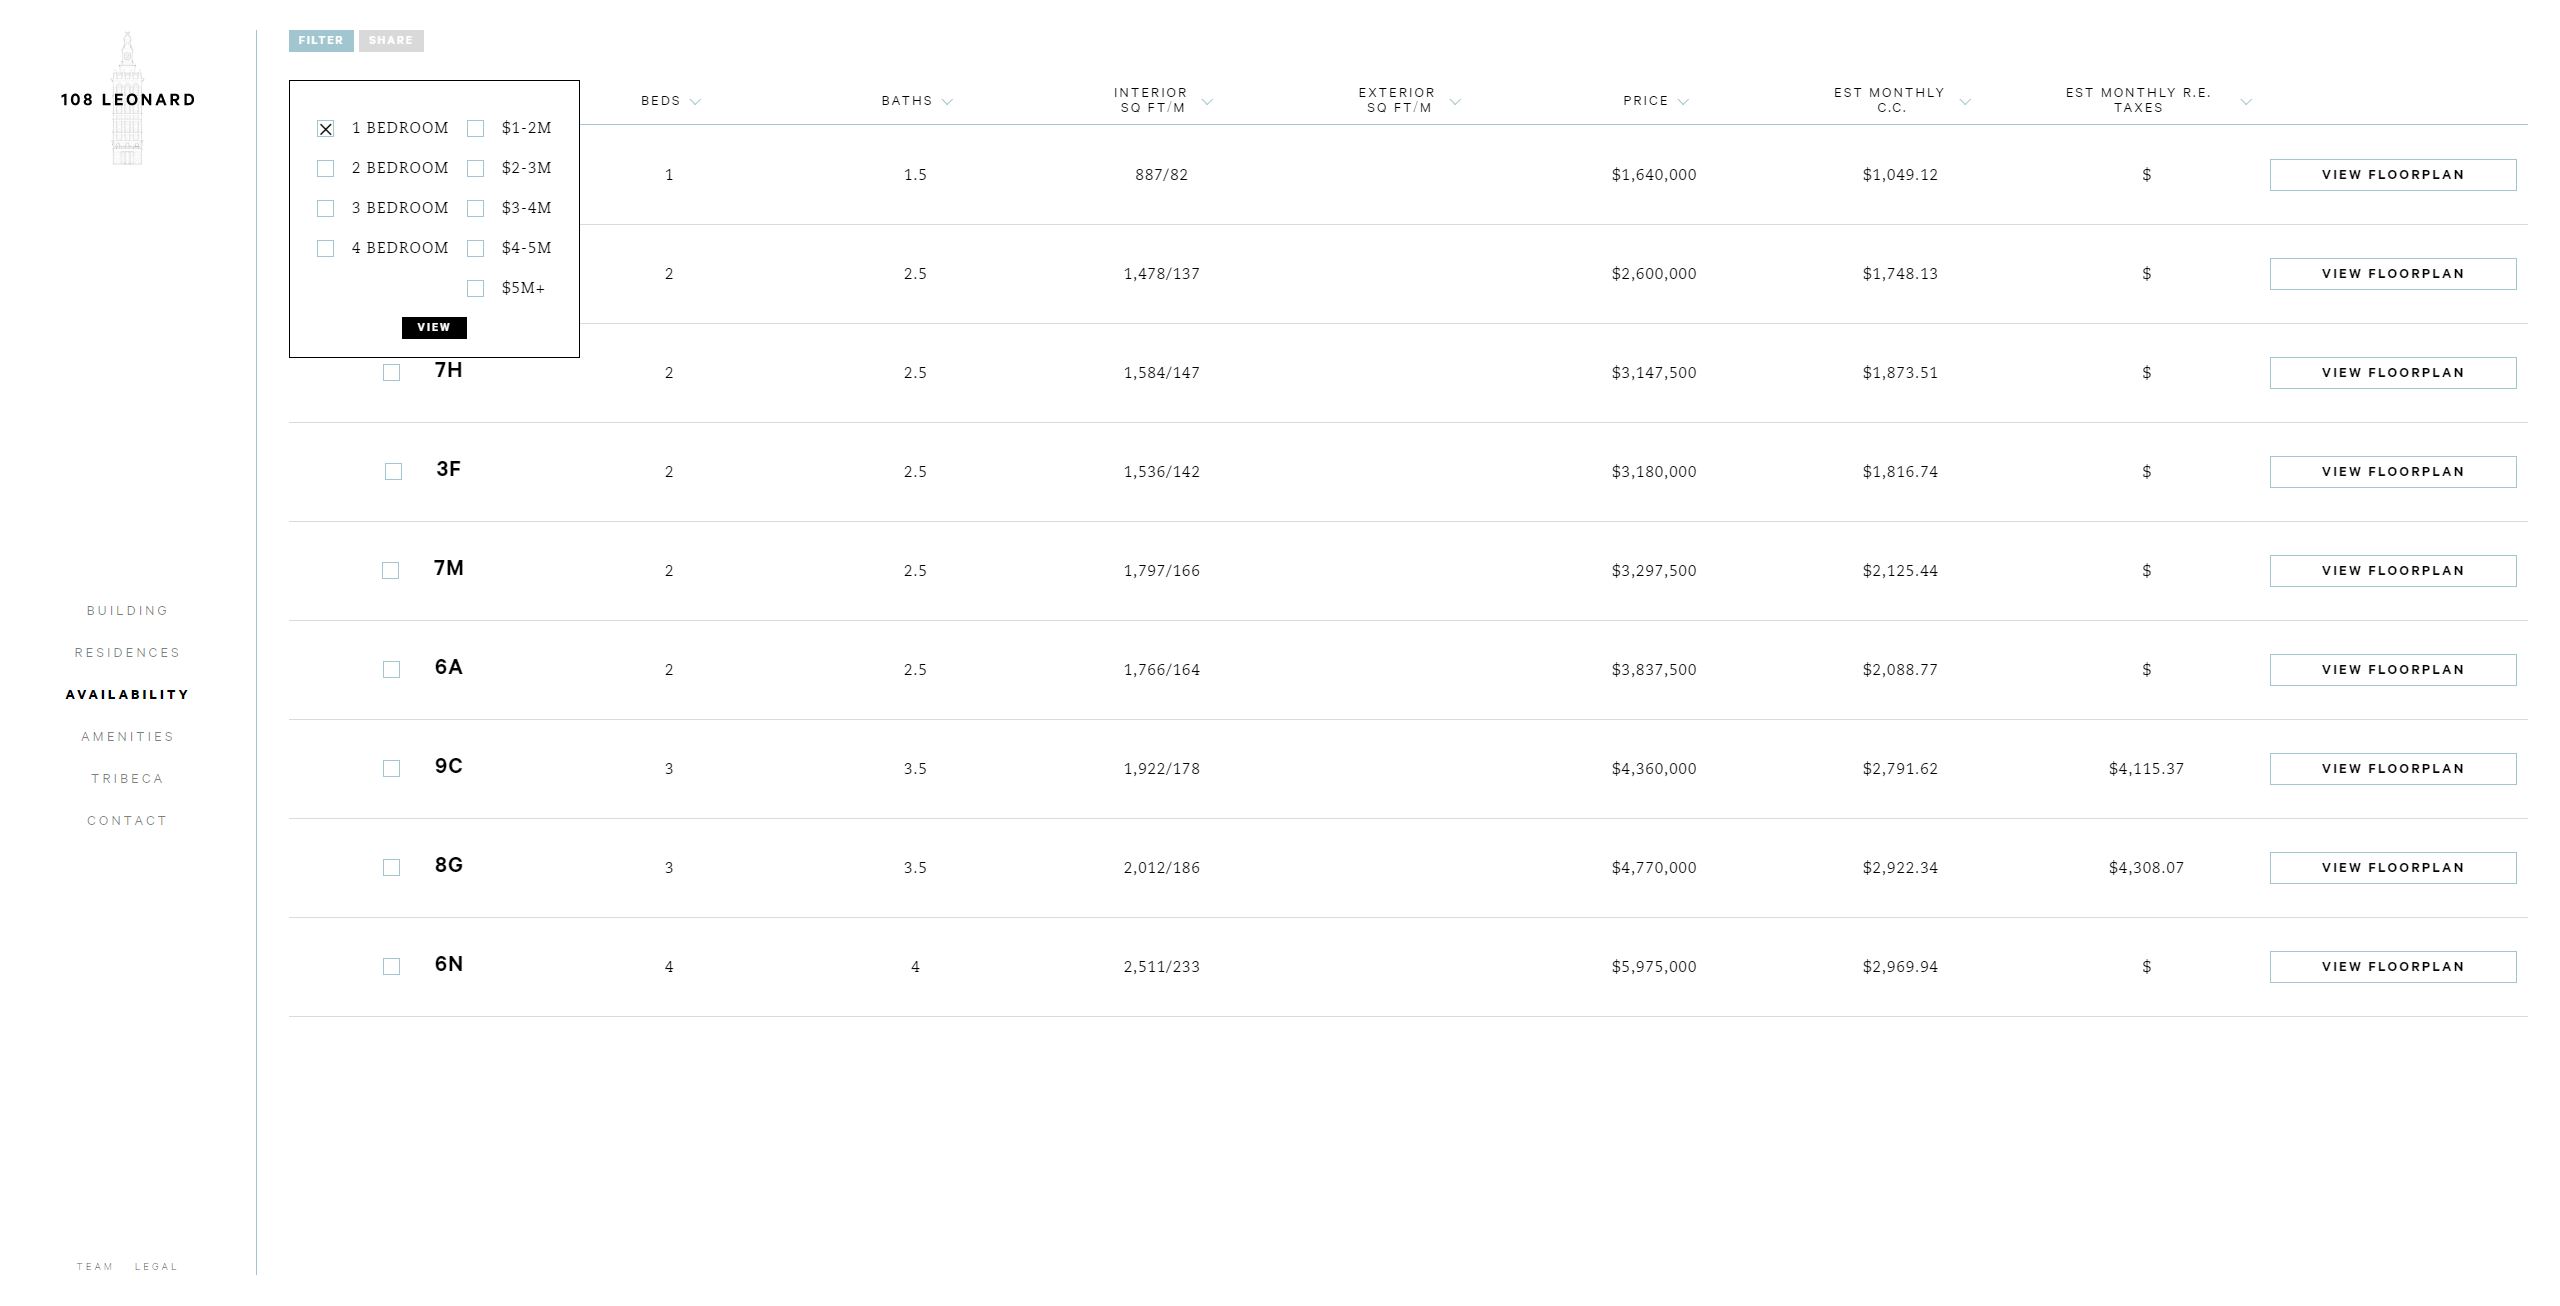 108 LEONARD
BUILDING
RESIDENCES
AVAILABILITY
AMENITIES
TRIBECA
CONTACT
TEAM LEGAL
FILTER SHARE
1 BEDROOM $1-2M
2 BEDROOM $2-3M
3 BEDROOM $3-4M
4 BEDROOM $4-5M
$5M+
VIEW
BEDS BATHS INTERIOR SQ FT/M EXTERIOR SQ FT/M PRICE EST MONTHLY C.C. EST MONTHLY R.E. TAXES
1 1.5 887/82 $1,640,000 $1,049.12 $ VIEW FLOORPLAN
2 2.5 1,478/137 $2,600,000 $1,748.13 $ VIEW FLOORPLAN
7H 2 2.5 1,584/147 $3,147,500 $1,873.51 $ VIEW FLOORPLAN
3F 2 2.5 1,536/142 $3,180,000 $1,816.74 $ VIEW FLOORPLAN
7M 2 2.5 1,797/166 $3,297,500 $2,125.44 $ VIEW FLOORPLAN
6A 2 2.5 1,766/164 $3,837,500 $2,088.77 $ VIEW FLOORPLAN
9C 3 3.5 1,922/178 $4,360,000 $2,791.62 $4,115.37 VIEW FLOORPLAN
8G 3 3.5 2,012/186 $4,770,000 $2,922.34 $4,308.07 VIEW FLOORPLAN
6N 4 4 2,511/233 $5,975,000 $2,969.94 $ VIEW FLOORPLAN